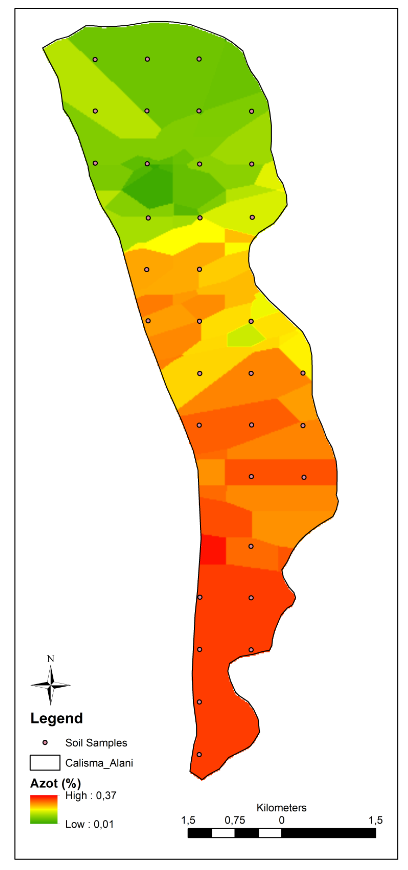 N
Legend
Soil Samples
Calisma_Alani
Azot (%)
High : 0,37
Low : 0,01
Kilometers
1,5 0,75 0 1,5